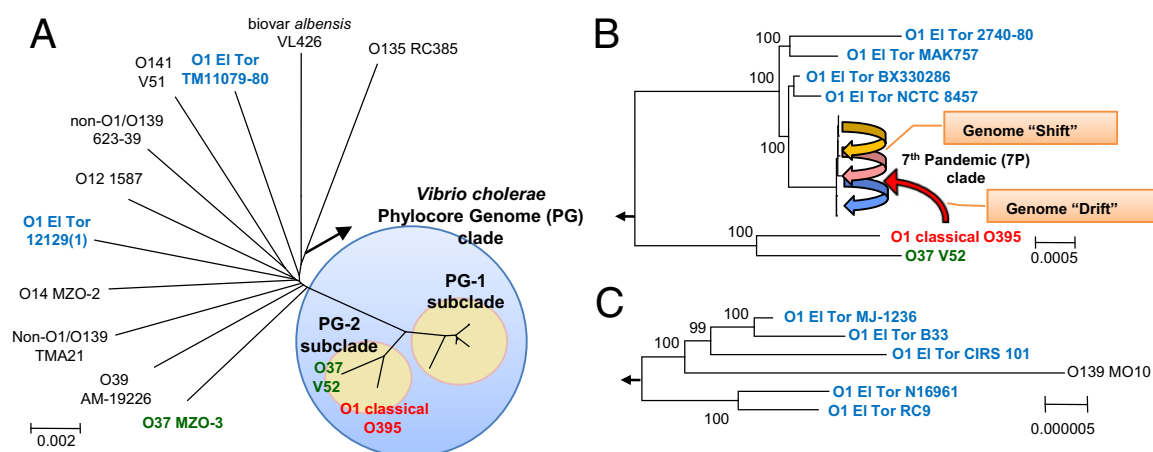 A
biovar albensis
VL426
O135 RC385
O141
V51
O1 El Tor
TM11079-80
non-O1/O139
623-39
O12 1587
O1 El Tor
12129(1)
O14 MZO-2
Non-O1/O139
TMA21
O39
AM-19226
O37 MZO-3
0.002
Vibrio cholerae
Phylocore Genome (PG)
clade
PG-1
subclade
PG-2
subclade
O37
V52
O1 classical
O395
B
100
O1 El Tor 2740-80
O1 El Tor MAK757
100
O1 El Tor BX330286
O1 El Tor NCTC 8457
100
Genome “Shift”
7th Pandemic (7P)
clade
Genome “Drift”
100
O1 classical O395
O37 V52
0.0005
C
100
O1 El Tor MJ-1236
99
O1 El Tor B33
100
O1 El Tor CIRS 101
O139 MO10
O1 El Tor N16961
O1 El Tor RC9
100
0.000005